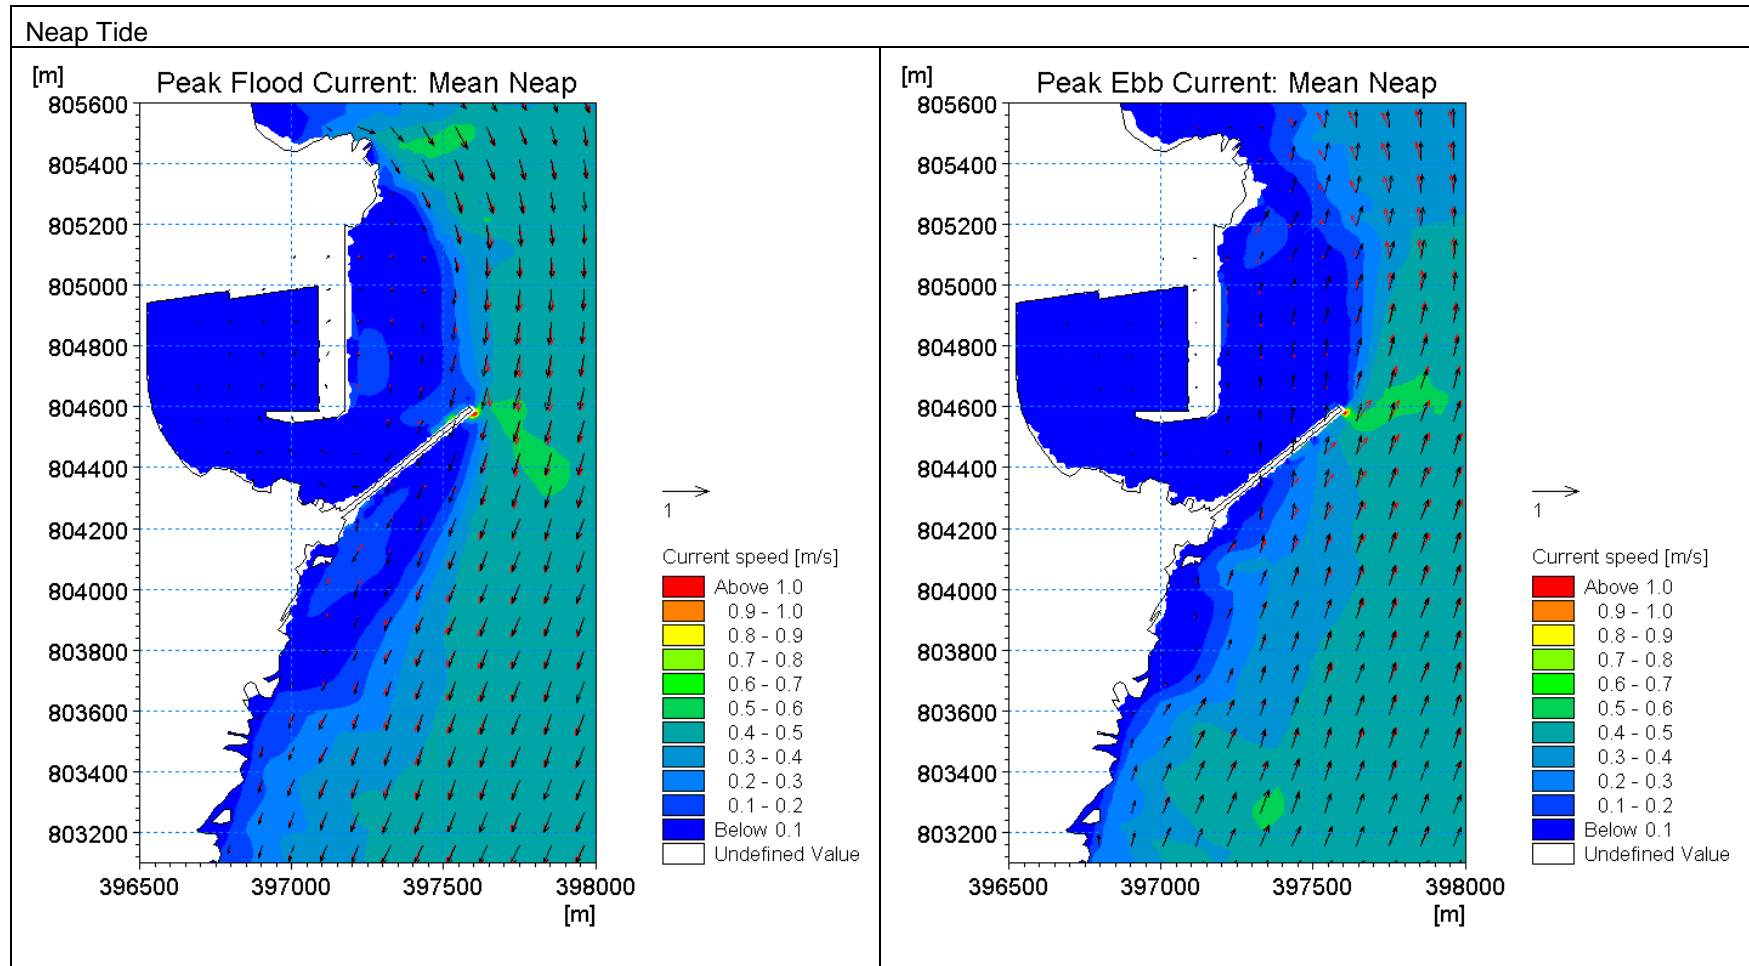 Neap Tide
[m]
Peak Flood Current: Mean Neap
805600
805400
805200
805000
804800
804600
804400
804200
804000
803800
803600
803400
803200
396500 397000 397500 398000
[m]
1
Current speed [m/s]
Above 1.0
0.9 - 1.0
0.8 - 0.9
0.7 - 0.8
0.6 - 0.7
0.5 - 0.6
0.4 - 0.5
0.3 - 0.4
0.2 - 0.3
0.1 - 0.2
Below 0.1
Undefined Value
[m]
Peak Ebb Current: Mean Neap
805600
805400
805200
805000
804800
804600
804400
804200
804000
803800
803600
803400
803200
396500 397000 397500 398000
[m]
1
Current speed [m/s]
Above 1.0
0.9 - 1.0
0.8 - 0.9
0.7 - 0.8
0.6 - 0.7
0.5 - 0.6
0.4 - 0.5
0.3 - 0.4
0.2 - 0.3
0.1 - 0.2
Below 0.1
Undefined Value